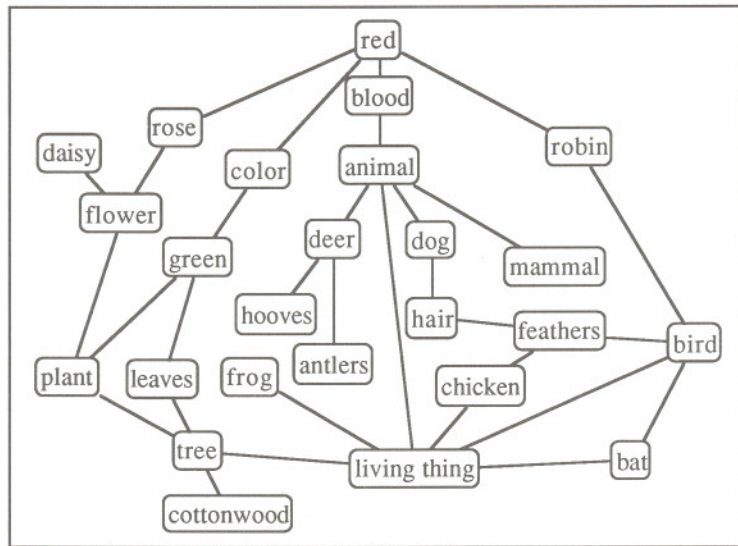 red
blood
rose
robin
daisy
color
animal
flower
deer
dog
green
mammal
hooves
hair
feathers
bird
antlers
plant
leaves
frog
chicken
tree
living thing
bat
cottonwood